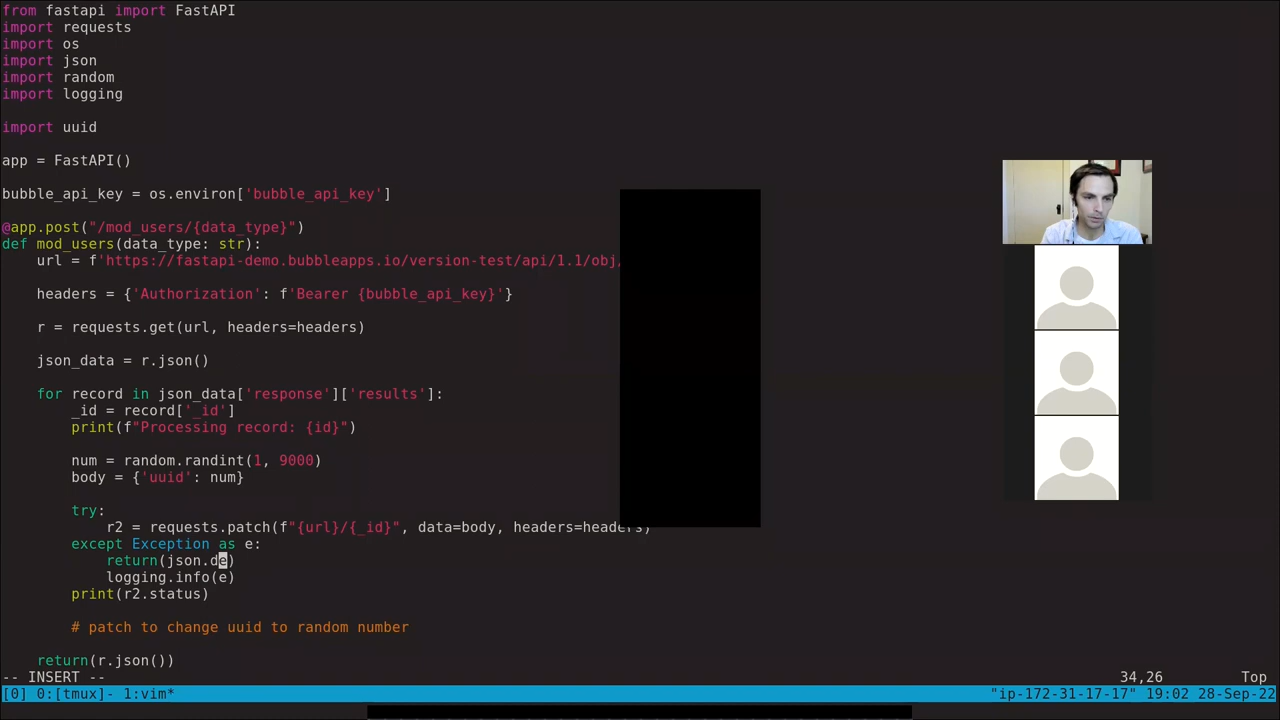 from fastapi import FastAPI
import requests
import os
import json
import random
import logging
import uuid
app = FastAPI()
bubble_api_key = os.environ['bubble_api_key']
@app.post("/mod_users/{data_type}")
def mod_users(data_type: str):
    url = f'https://fastapi-demo.bubbleapps.io/version-test/api/1.1/obj/
    headers = {'Authorization': f'Bearer {bubble_api_key}'}
    r = requests.get(url, headers=headers)
    json_data = r.json()
    for record in json_data['response']['results']:
        _id = record['_id']
        print(f"Processing record: {id}")
        num = random.randint(1, 9000)
        body = {'uuid': num}
        try:
            r2 = requests.patch(f"{url}/{_id}", data=body, headers=headers)
        except Exception as e:
            return(json.de)
            logging.info(e)
        print(r2.status)
        # patch to change uuid to random number
    return(r.json())
-- INSERT -- 34,26 Top
[0] 0:[tmux]- 1:vim* "ip-172-31-17-17" 19:02 28-Sep-22